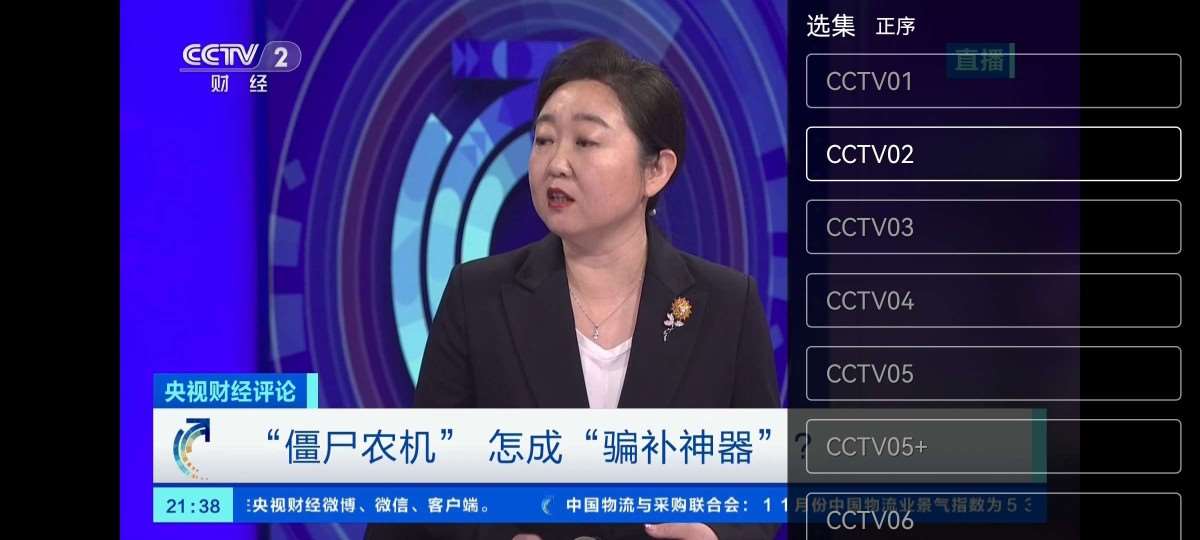 选集 正序
CCTV 2
财 经
直播
CCTV01
CCTV02
CCTV03
CCTV04
CCTV05
CCTV05+
CCTV06
央视财经评论
“僵尸农机” 怎成“骗补神器”?
21:38
央视财经微博、微信、客户端。 中国物流与采购联合会：11月份中国物流业景气指数为53